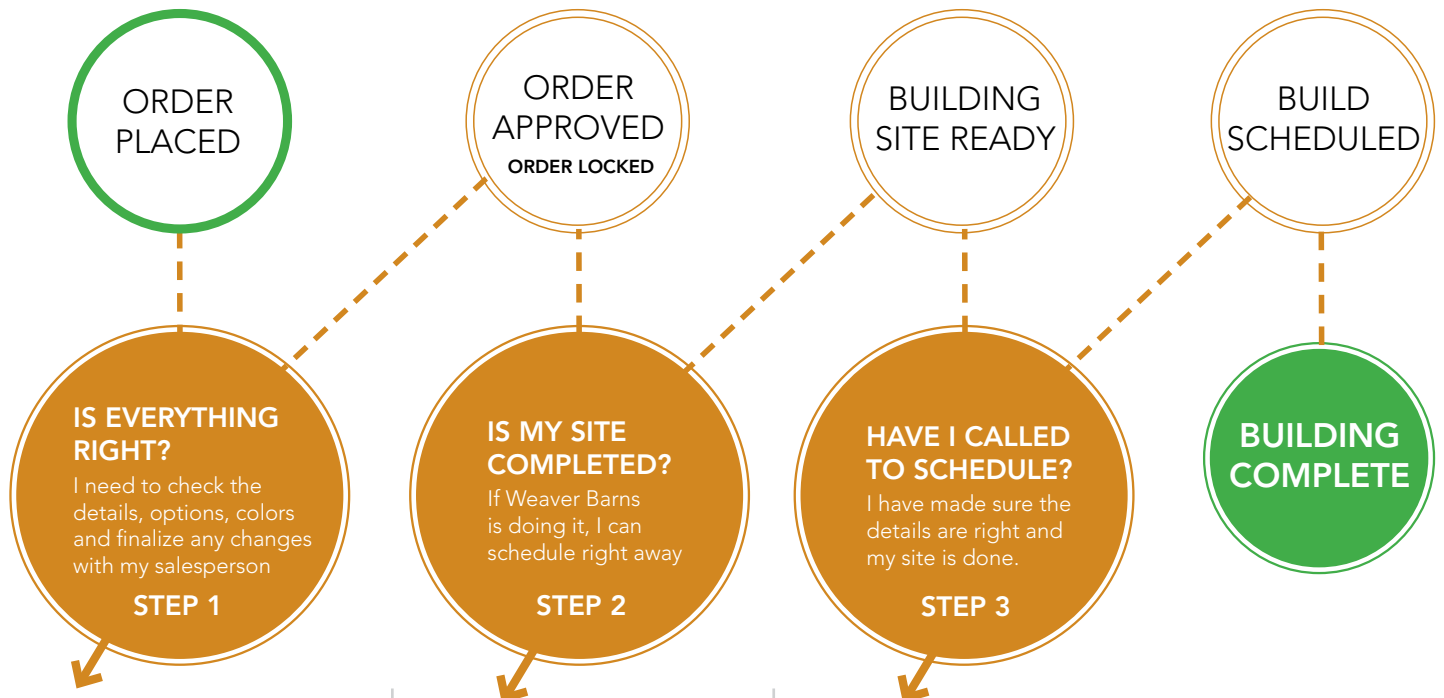 ORDER
PLACED
ORDER
APPROVED
ORDER LOCKED
BUILDING
SITE READY
BUILD
SCHEDULED
IS EVERYTHING
RIGHT?
I need to check the
details, options, colors
and finalize any changes
with my salesperson
STEP 1
IS MY SITE
COMPLETED?
If Weaver Barns
is doing it, I can
schedule right away
STEP 2
HAVE I CALLED
TO SCHEDULE?
I have made sure the
details are right and
my site is done.
STEP 3
BUILDING
COMPLETE